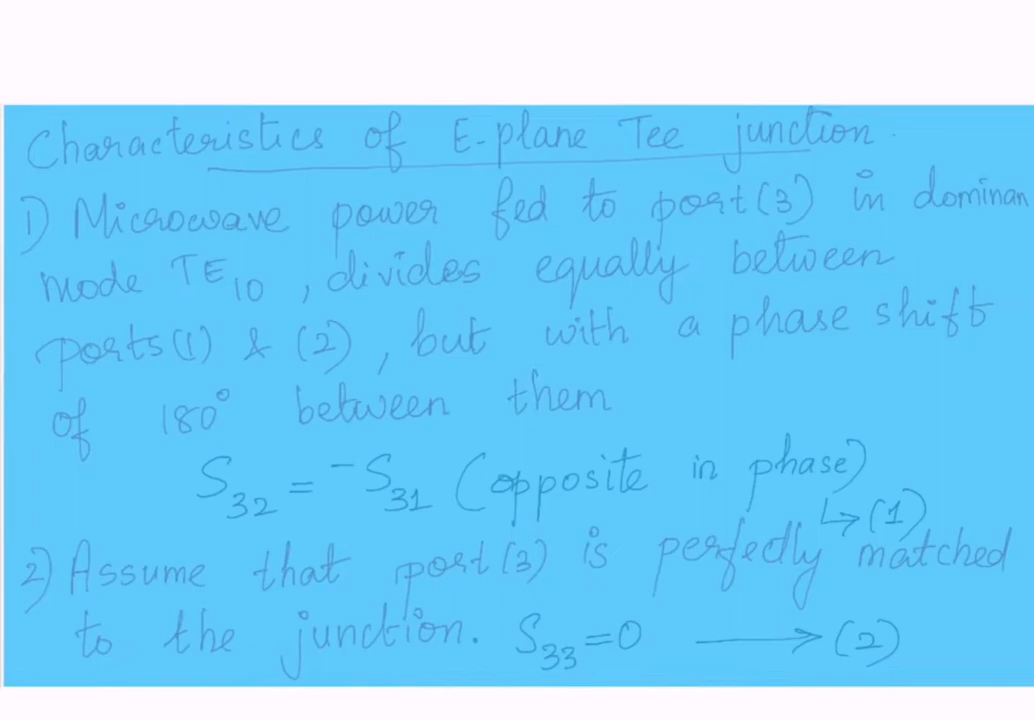 Characteristics of E-plane Tee junction.
1) Microwave power fed to port(3) in dominan
mode TE10, divides equally between
ports(1) & (2), but with a phase shift
of 180° between them
S32 = -S31 (opposite in phase)
↳(1)
2) Assume that port(3) is perfectly matched
to the junction. S33=0 ⟶(2)